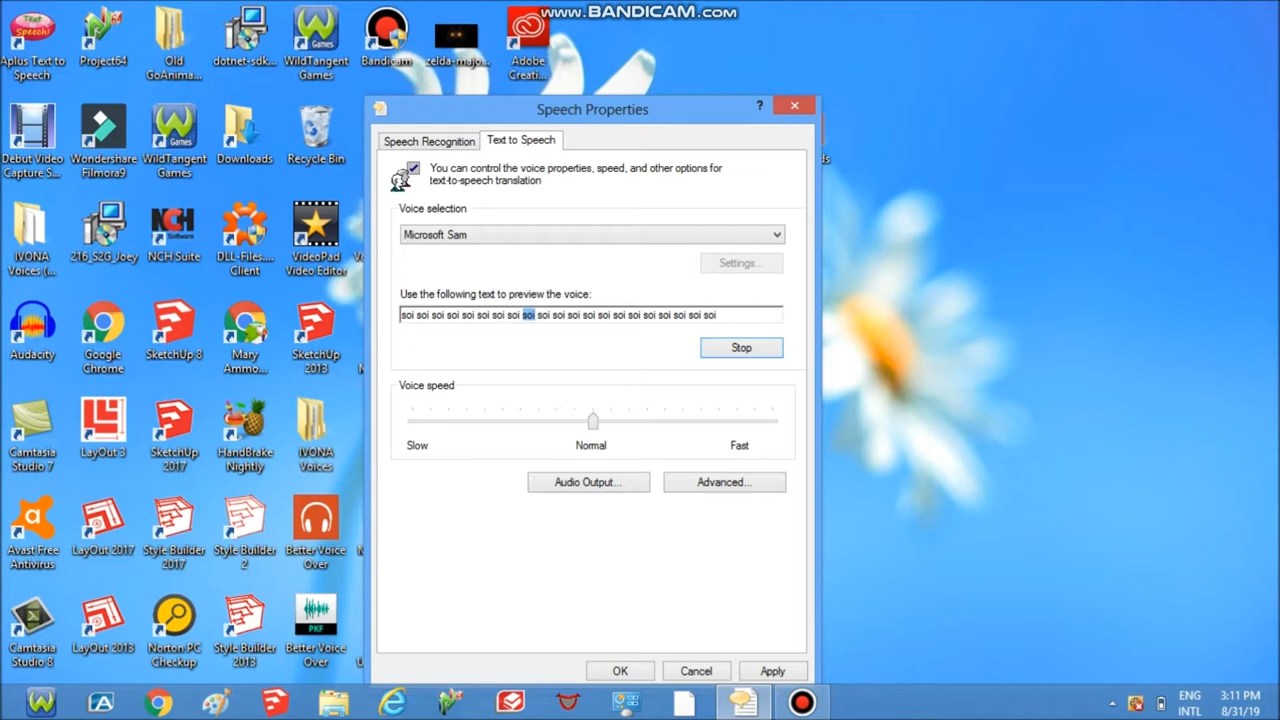 www.BANDICAM.com
Text
Speech!
Games
Aplus Text to
Speech
Project64
Old
GoAnima...
dotnet-sdk...
WildTangent
Games
Bandicam
zelda-majo...
Adobe
Creati...
Speech Properties
?
Speech Recognition
Text to Speech
You can control the voice properties, speed, and other options for
text-to-speech translation
Games
Debut Video
Capture S...
Wondershare
Filmora9
WildTangent
Games
Downloads
Recycle Bin
Voice selection
Microsoft Sam
Settings...
NCH
Software
IVONA
Voices (...
216_S2G_Joey
NCH Suite
DLL-Files....
Client
VideoPad
Video Editor
Use the following text to preview the voice:
soi soi soi soi soi soi soi soi soi soi soi soi soi soi soi soi soi soi soi soi soi
Stop
Audacity
Google
Chrome
SketchUp 8
Mary
Ammo...
SketchUp
2013
Voice speed
Slow
Normal
Fast
Camtasia
Studio 7
LayOut 3
SketchUp
2017
HandBrake
Nightly
IVONA
Voices
Audio Output...
Advanced...
Avast Free
Antivirus
LayOut 2017
Style Builder
2017
Style Builder
2
Better Voice
Over
PKF
Camtasia
Studio 8
LayOut 2013
Norton PC
Checkup
Style Builder
2013
Better Voice
Over
OK
Cancel
Apply
ENG
INTL
3:11 PM
8/31/19